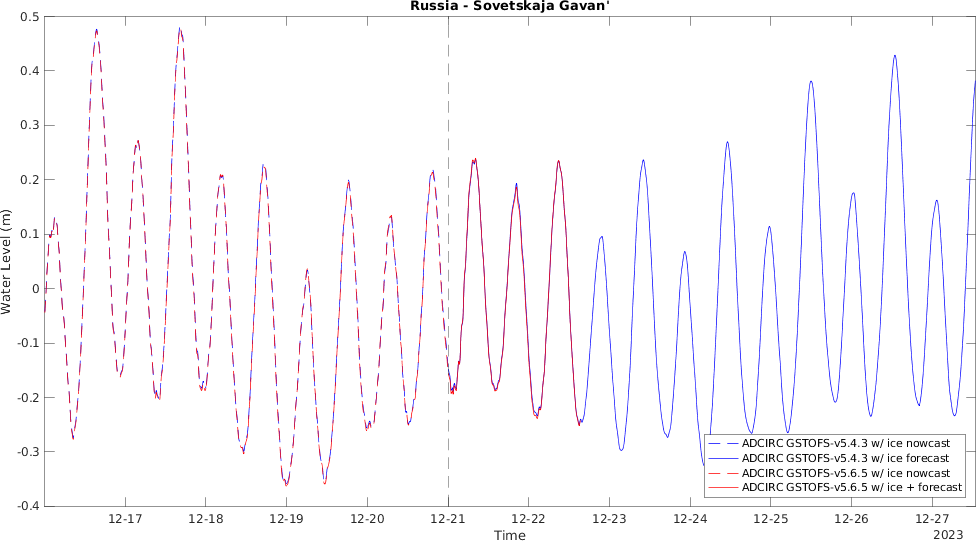 Russia - Sovetskaja Gavan'
0.5
0.4
0.3
0.2
0.1
0
-0.1
-0.2
-0.3
-0.4
Water Level (m)
ADCIRC GSTOFS-v5.4.3 w/ ice nowcast
ADCIRC GSTOFS-v5.4.3 w/ ice forecast
ADCIRC GSTOFS-v5.6.5 w/ ice nowcast
ADCIRC GSTOFS-v5.6.5 w/ ice + forecast
12-17 12-18 12-19 12-20 12-21 12-22 12-23 12-24 12-25 12-26 12-27
Time
2023